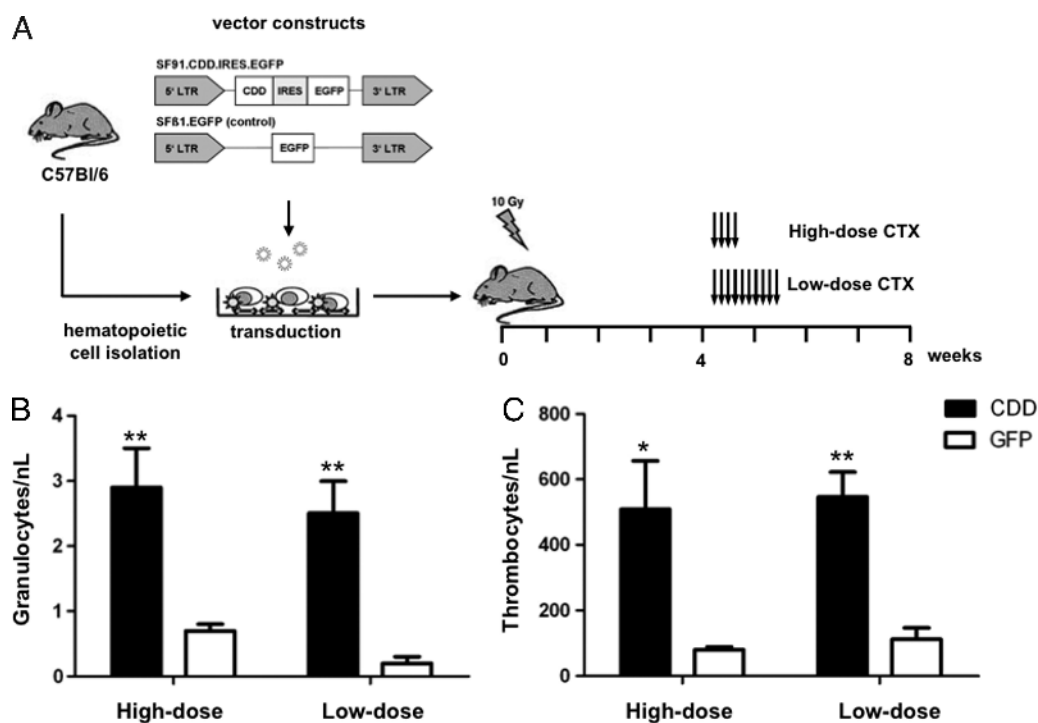 A
vector constructs
SF91.CDD.IRES.EGFP
5' LTR CDD IRES EGFP 3' LTR
SFß1.EGFP (control)
5' LTR EGFP 3' LTR
C57Bl/6
10 Gy
High-dose CTX
Low-dose CTX
hematopoietic
cell isolation
transduction
0 4 8 weeks
B
Granulocytes/nL
4
3
2
1
0
**
**
High-dose Low-dose
C
Thrombocytes/nL
800
600
400
200
0
*
**
High-dose Low-dose
CDD
GFP